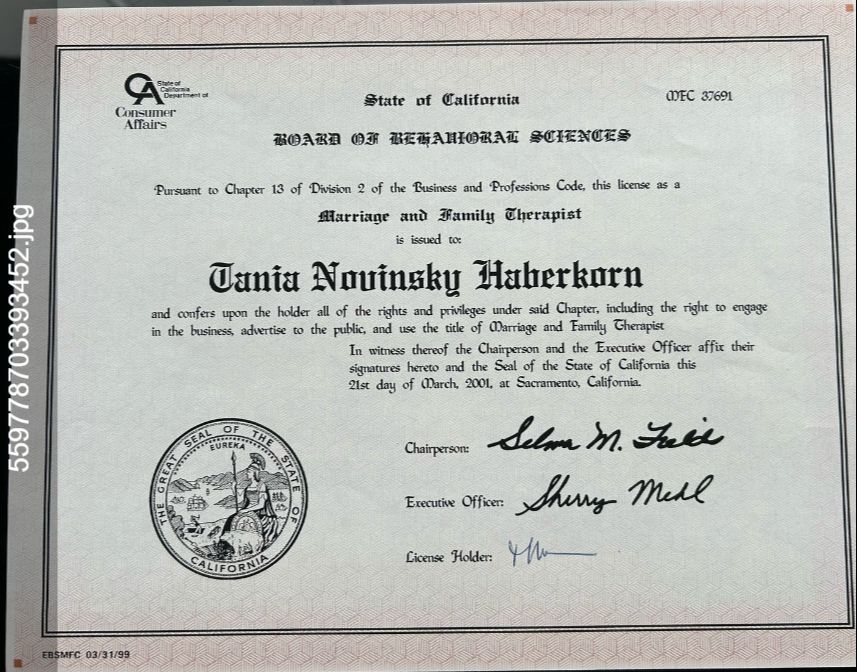 State of
California
Department of
Consumer
Affairs
State of California
MFC 37691
BOARD OF BEHAVIORAL SCIENCES
Pursuant to Chapter 13 of Division 2 of the Business and Professions Code, this license as a
Marriage and Family Therapist
is issued to:
Tania Novinsky Haberkorn
and confers upon the holder all of the rights and privileges under said Chapter, including the right to engage
in the business, advertise to the public, and use the title of Marriage and Family Therapist
In witness thereof the Chairperson and the Executive Officer affix their
signatures hereto and the Seal of the State of California this
21st day of March, 2001, at Sacramento, California.
THE GREAT SEAL OF THE STATE OF CALIFORNIA
EUREKA
Chairperson: Selma M. Fields
Executive Officer: Sherry Mehl
License Holder:
EBSMFC 03/31/99
5597787033393452.jpg